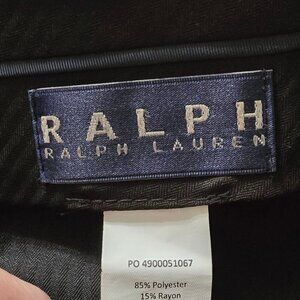 RALPH
RALPH LAUREN
PO 4900051067
85% Polyester
15% Rayon